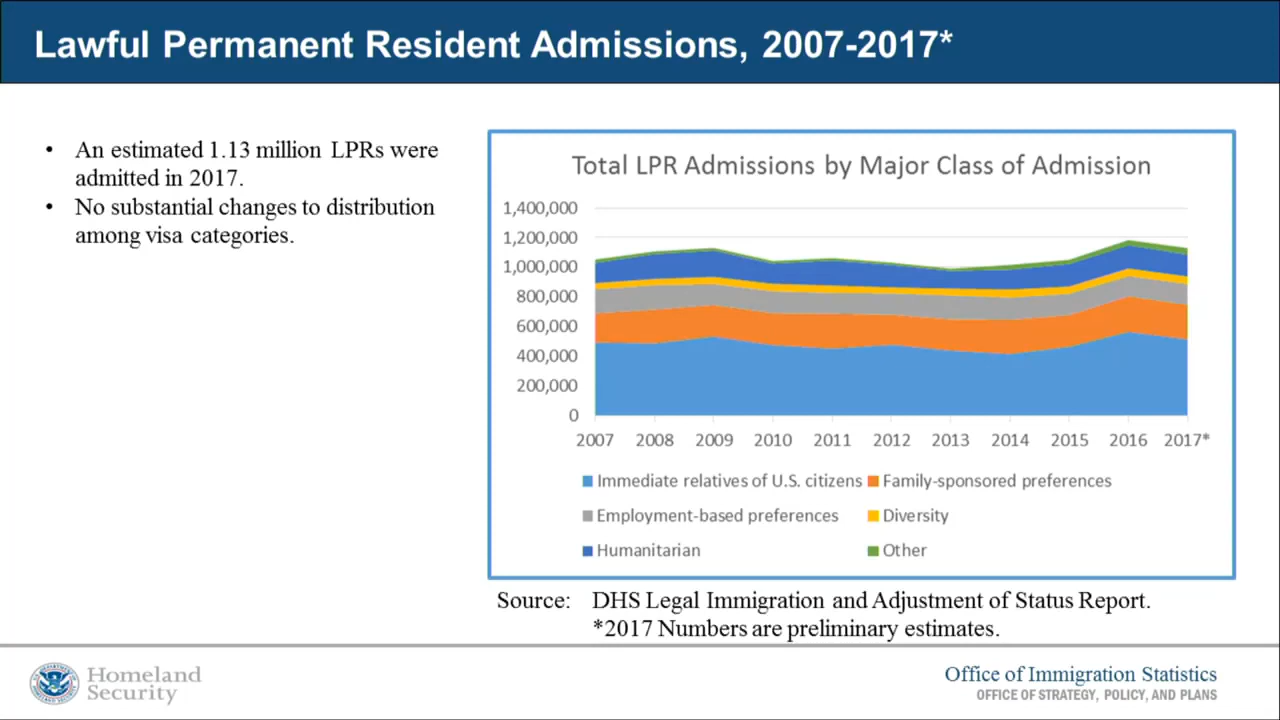 Lawful Permanent Resident Admissions, 2007-2017*
• An estimated 1.13 million LPRs were
admitted in 2017.
• No substantial changes to distribution
among visa categories.
Total LPR Admissions by Major Class of Admission
1,400,000
1,200,000
1,000,000
800,000
600,000
400,000
200,000
0
2007 2008 2009 2010 2011 2012 2013 2014 2015 2016 2017*
Immediate relatives of U.S. citizens Family-sponsored preferences
Employment-based preferences Diversity
Humanitarian Other
Source: DHS Legal Immigration and Adjustment of Status Report.
*2017 Numbers are preliminary estimates.
Homeland
Security
Office of Immigration Statistics
OFFICE OF STRATEGY, POLICY, AND PLANS